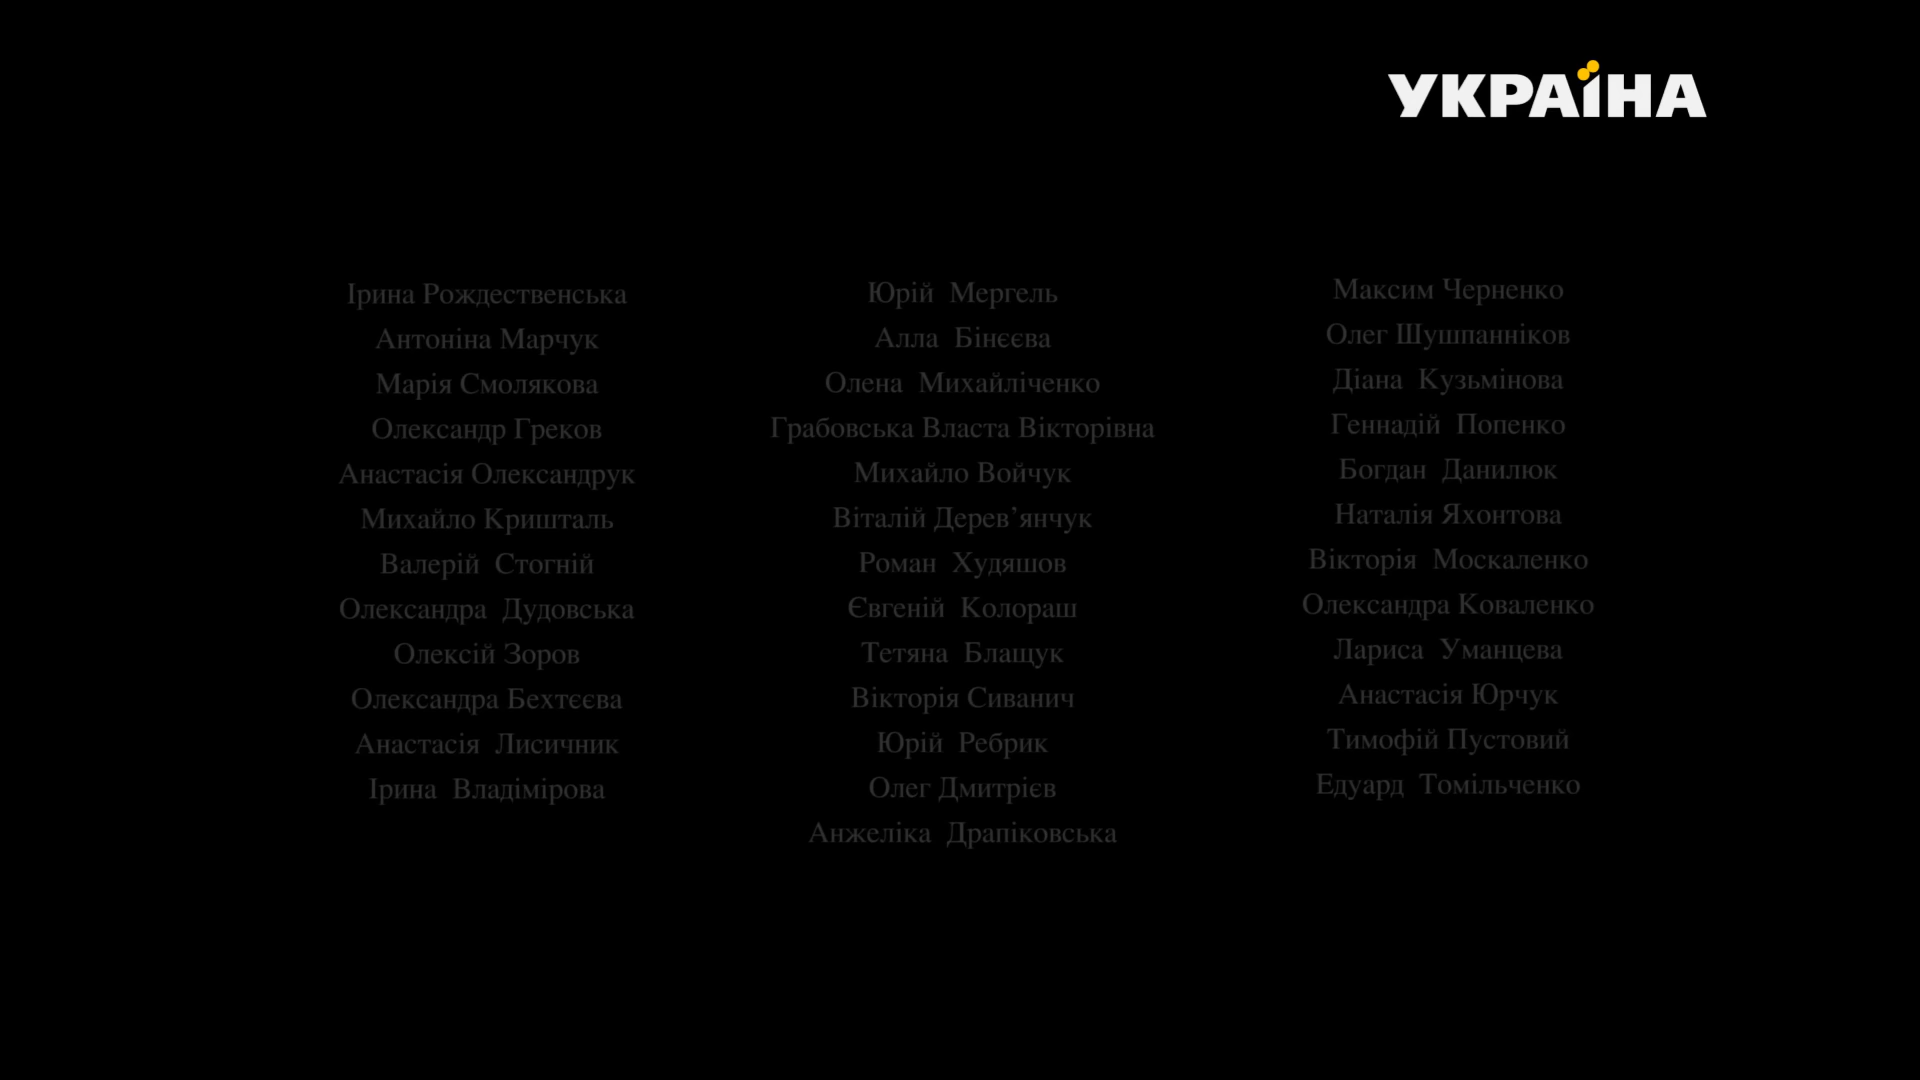 УКРАЇНА
Ірина Рождественська
Антоніна Марчук
Марія Смолякова
Олександр Греков
Анастасія Олександрук
Михайло Кришталь
Валерій Стогній
Олександра Дудовська
Олексій Зоров
Олександра Бехтєєва
Анастасія Лисичник
Ірина Владімірова
Юрій Мергель
Алла Бінєєва
Олена Михайліченко
Грабовська Власта Вікторівна
Михайло Войчук
Віталій Дерев’янчук
Роман Худяшов
Євгеній Колораш
Тетяна Блащук
Вікторія Сиванич
Юрій Ребрик
Олег Дмитрієв
Анжеліка Драпіковська
Максим Черненко
Олег Шушпанніков
Діана Кузьмінова
Геннадій Попенко
Богдан Данилюк
Наталія Яхонтова
Вікторія Москаленко
Олександра Коваленко
Лариса Уманцева
Анастасія Юрчук
Тимофій Пустовий
Едуард Томільченко